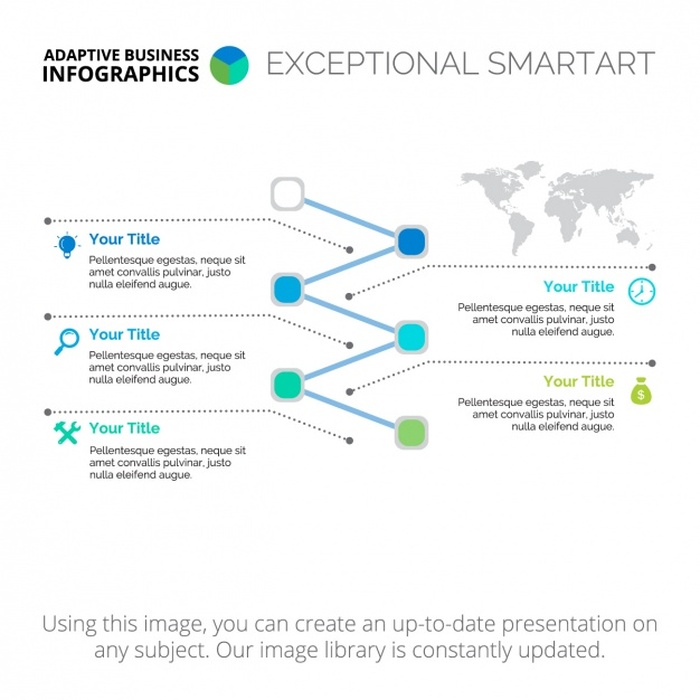 ADAPTIVE BUSINESS
INFOGRAPHICS
EXCEPTIONAL SMARTART
Your Title
Pellentesque egestas, neque sit
amet convallis pulvinar, justo
nulla eleifend augue.
Your Title
Pellentesque egestas, neque sit
amet convallis pulvinar, justo
nulla eleifend augue.
Your Title
Pellentesque egestas, neque sit
amet convallis pulvinar, justo
nulla eleifend augue.
Your Title
Pellentesque egestas, neque sit
amet convallis pulvinar, justo
nulla eleifend augue.
$
Your Title
Pellentesque egestas, neque sit
amet convallis pulvinar, justo
nulla eleifend augue.
Using this image, you can create an up-to-date presentation on
any subject. Our image library is constantly updated.